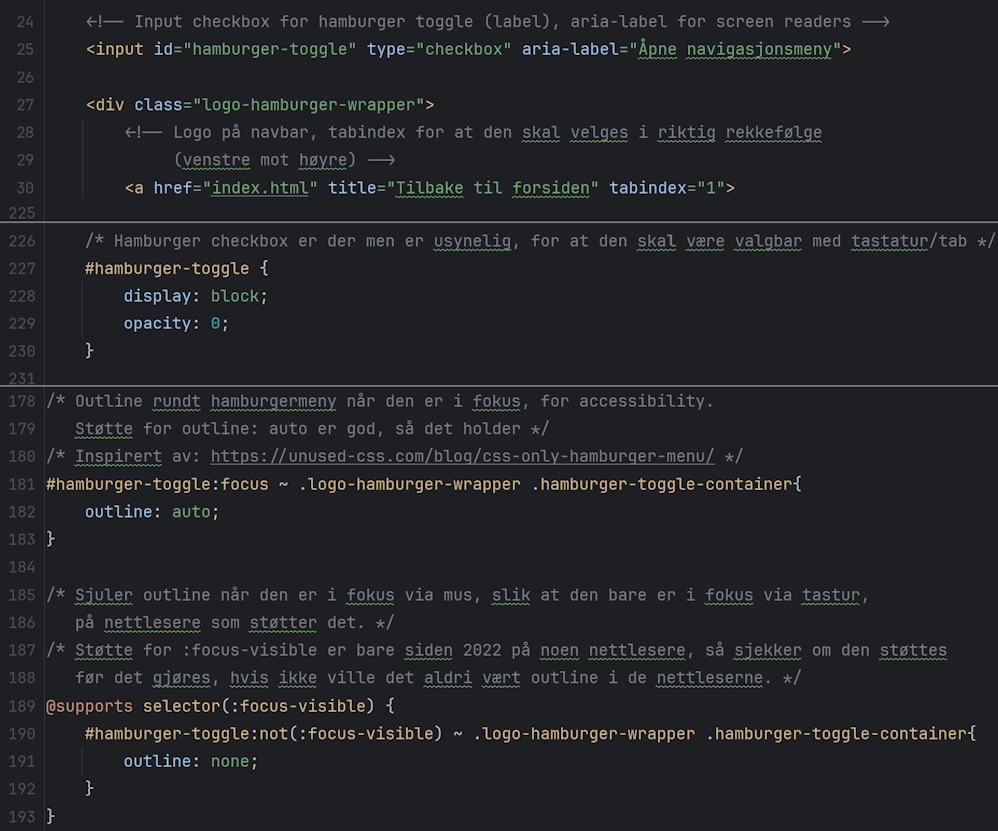 24 <!-- Input checkbox for hamburger toggle (label), aria-label for screen readers -->
25 <input id="hamburger-toggle" type="checkbox" aria-label="Åpne navigasjonsmeny">
26
27 <div class="logo-hamburger-wrapper">
28 <!-- Logo på navbar, tabindex for at den skal velges i riktig rekkefølge
29 (venstre mot høyre) -->
30 <a href="index.html" title="Tilbake til forsiden" tabindex="1">
225
226 /* Hamburger checkbox er der men er usynelig, for at den skal være valgbar med tastatur/tab */
227 #hamburger-toggle {
228 display: block;
229 opacity: 0;
230 }
231
178 /* Outline rundt hamburgermeny når den er i fokus, for accessibility.
179 Støtte for outline: auto er god, så det holder */
180 /* Inspirert av: https://unused-css.com/blog/css-only-hamburger-menu/ */
181 #hamburger-toggle:focus ~ .logo-hamburger-wrapper .hamburger-toggle-container{
182 outline: auto;
183 }
184
185 /* Sjuler outline når den er i fokus via mus, slik at den bare er i fokus via tastur,
186 på nettlesere som støtter det. */
187 /* Støtte for :focus-visible er bare siden 2022 på noen nettlesere, så sjekker om den støttes
188 før det gjøres, hvis ikke ville det aldri vært outline i de nettleserne. */
189 @supports selector(:focus-visible) {
190 #hamburger-toggle:not(:focus-visible) ~ .logo-hamburger-wrapper .hamburger-toggle-container{
191 outline: none;
192 }
193 }